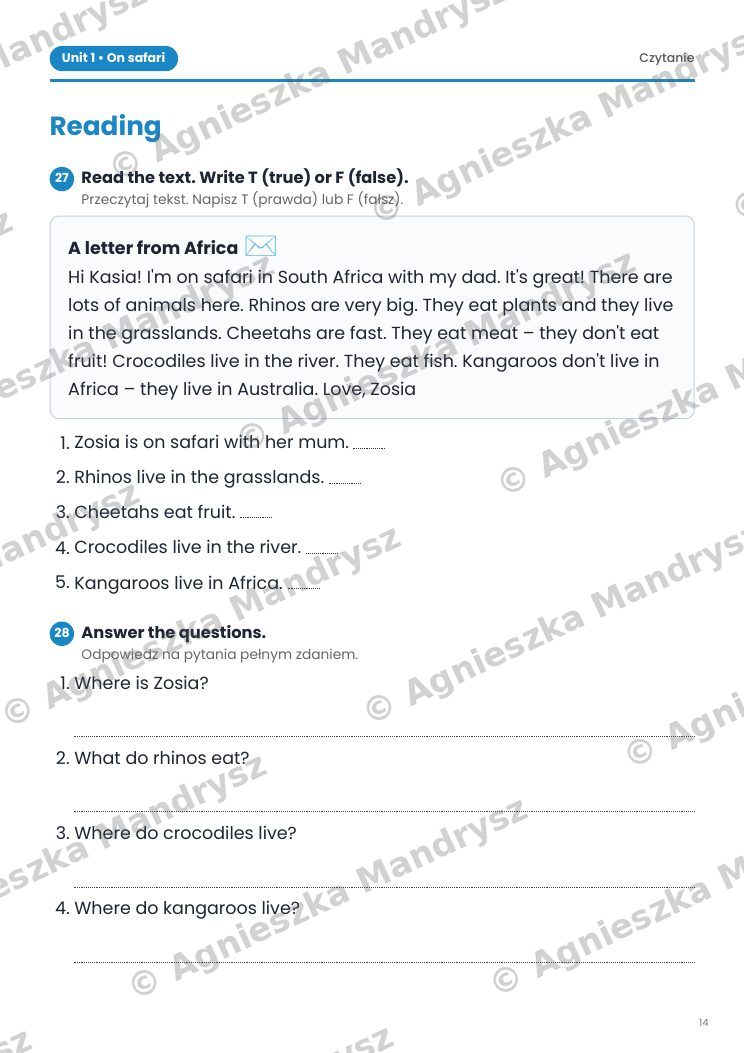 Unit 1 • On safari
Czytanie
Reading
27 Read the text. Write T (true) or F (false).
Przeczytaj tekst. Napisz T (prawda) lub F (fałsz).
A letter from Africa
Hi Kasia! I'm on safari in South Africa with my dad. It's great! There are
lots of animals here. Rhinos are very big. They eat plants and they live
in the grasslands. Cheetahs are fast. They eat meat – they don't eat
fruit! Crocodiles live in the river. They eat fish. Kangaroos don't live in
Africa – they live in Australia. Love, Zosia
1. Zosia is on safari with her mum.
2. Rhinos live in the grasslands.
3. Cheetahs eat fruit.
4. Crocodiles live in the river.
5. Kangaroos live in Africa.
28 Answer the questions.
Odpowiedz na pytania pełnym zdaniem.
1. Where is Zosia?
2. What do rhinos eat?
3. Where do crocodiles live?
4. Where do kangaroos live?
14
© Agnieszka Mandrysz